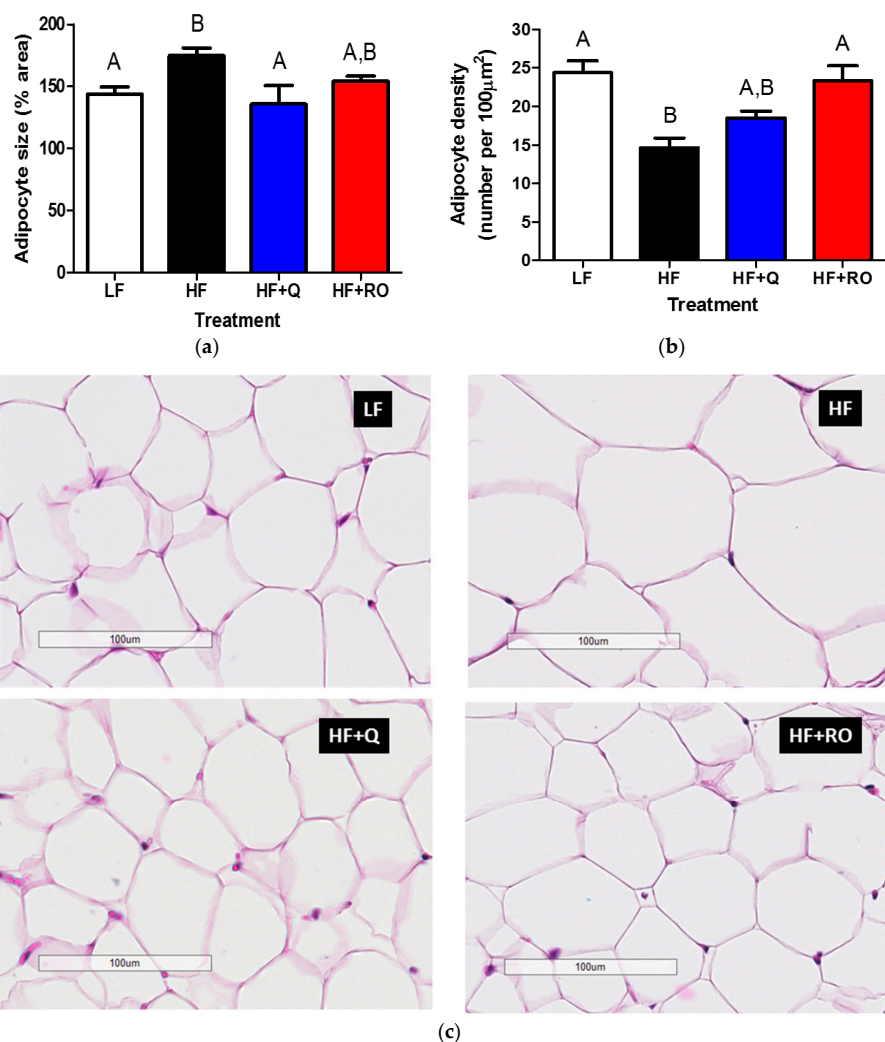 Adipocyte size (% area)
200
150
100
50
0
A
B
A
A,B
LF
HF
HF+Q
HF+RO
Treatment
(a)
Adipocyte density
(number per 100μm²)
30
25
20
15
10
5
0
A
B
A,B
A
LF
HF
HF+Q
HF+RO
Treatment
(b)
LF
100um
HF
100um
HF+Q
100um
HF+RO
100um
(c)